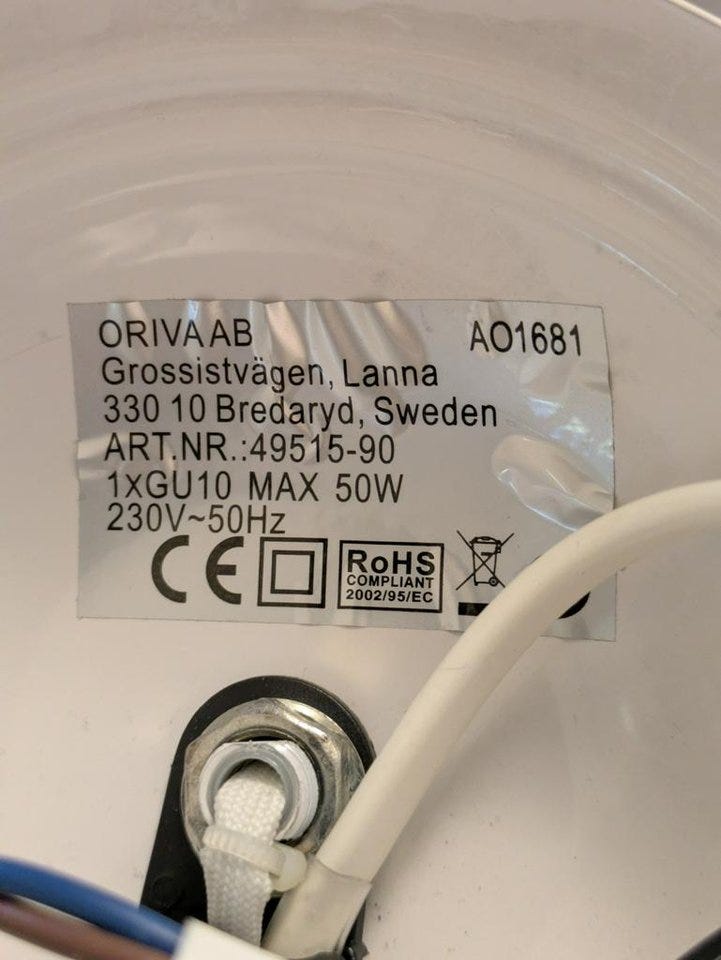 ORIVA AB AO1681
Grossistvägen, Lanna
330 10 Bredaryd, Sweden
ART.NR.:49515-90
1xGU10 MAX 50W
230V~50Hz
CE
RoHS
COMPLIANT
2002/95/EC